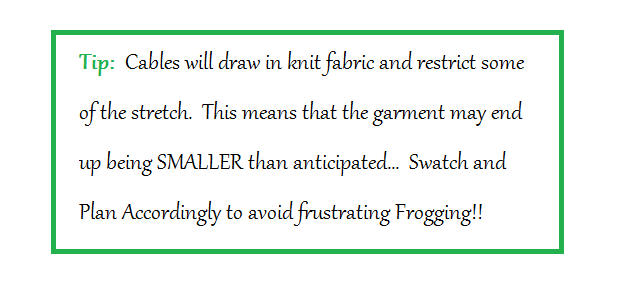 Tip:  Cables will draw in knit fabric and restrict some
of the stretch.  This means that the garment may end
up being SMALLER than anticipated...  Swatch and
Plan Accordingly to avoid frustrating Frogging!!